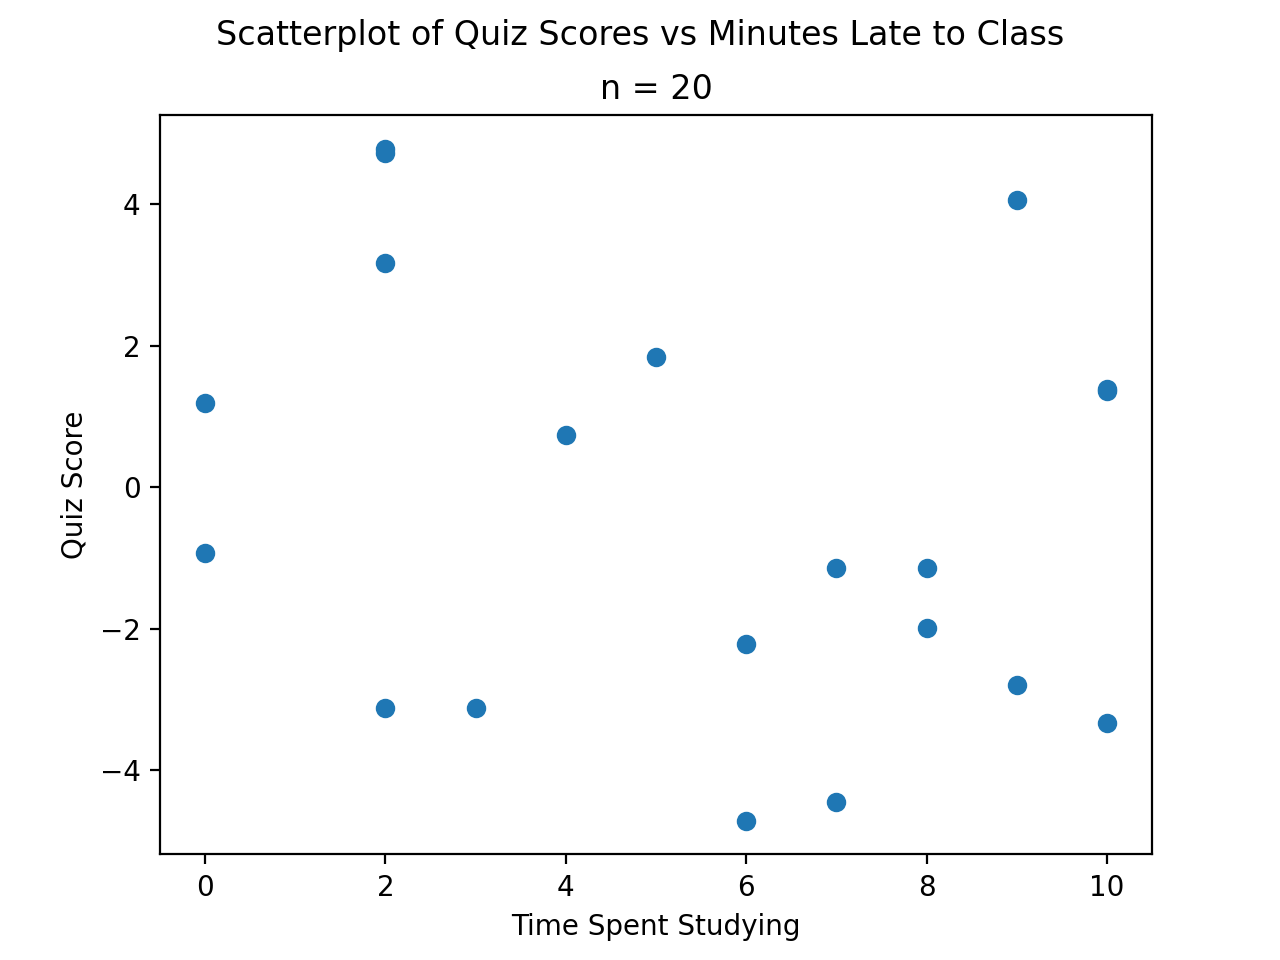 Scatterplot of Quiz Scores vs Minutes Late to Class
n = 20
4
2
0
−2
−4
Quiz Score
0 2 4 6 8 10
Time Spent Studying